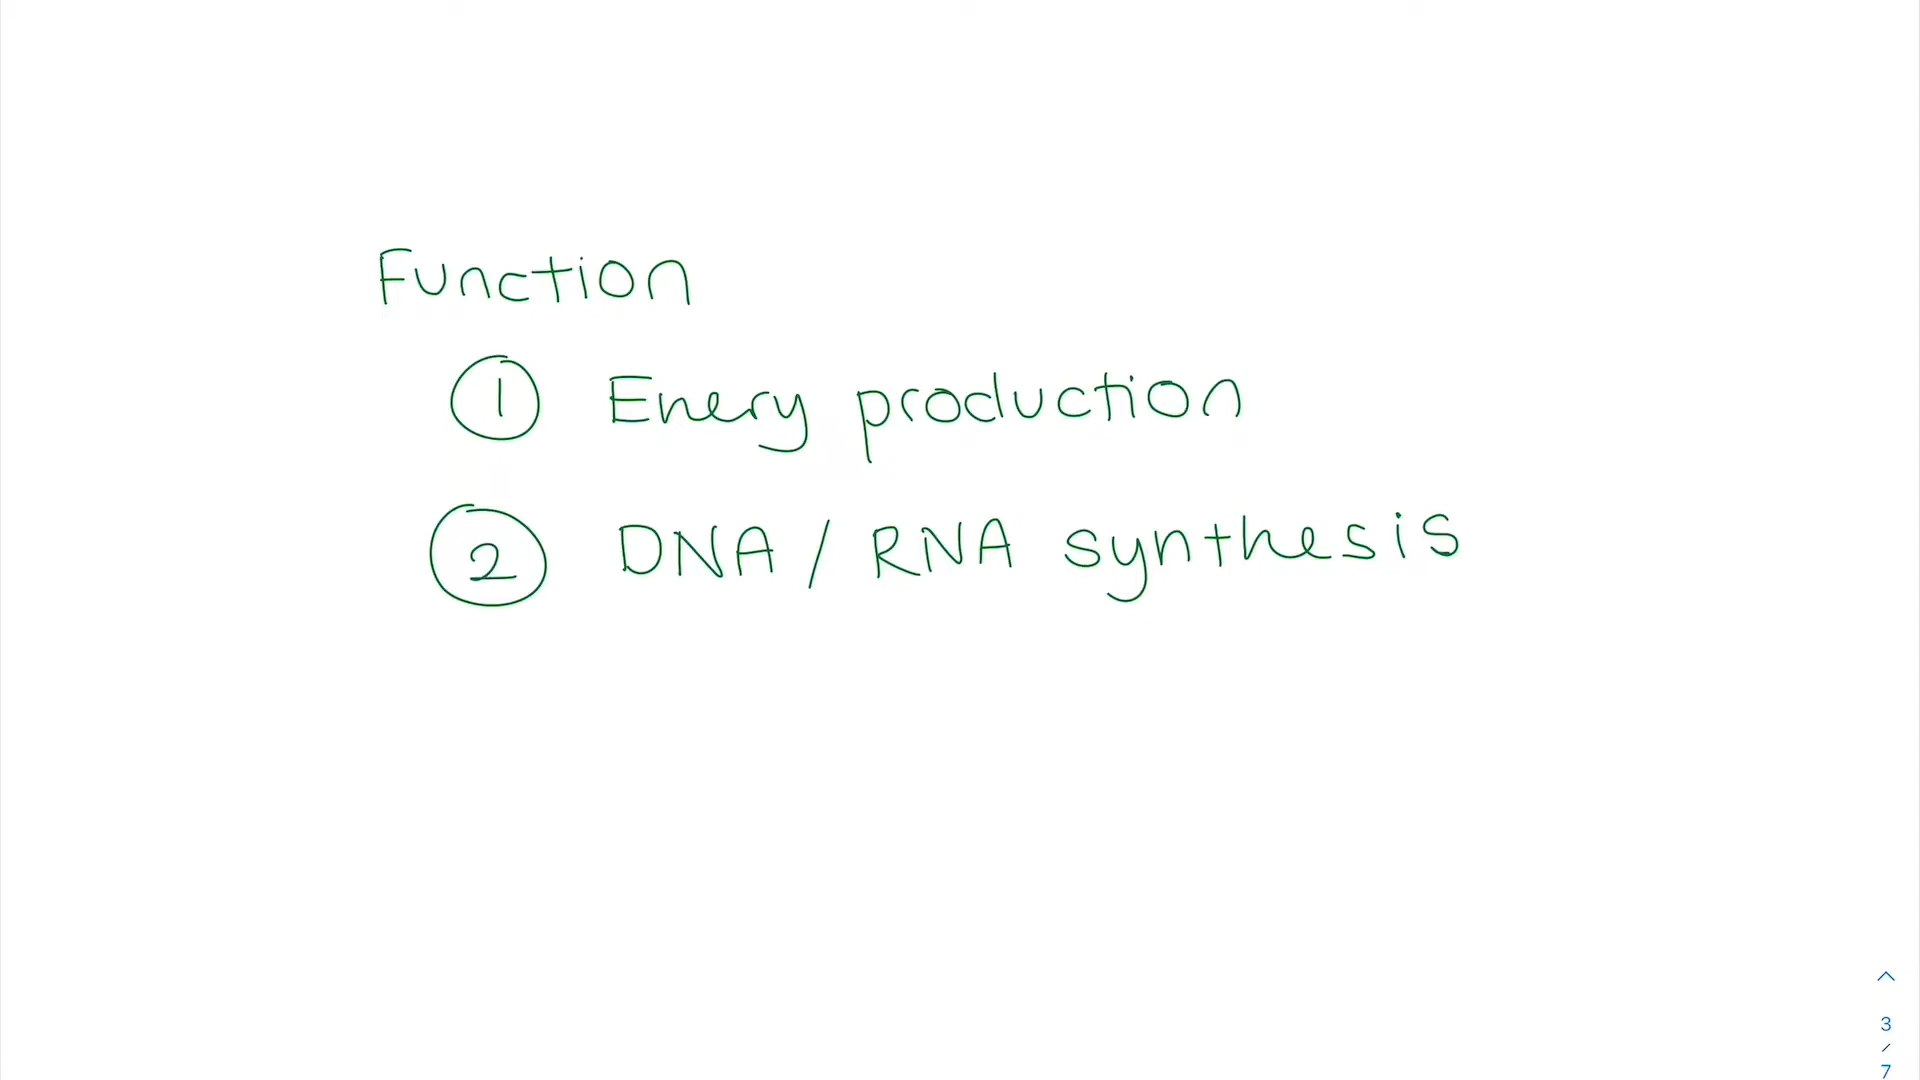 Function
1 Enery production
2 DNA / RNA synthesis
3
/
7